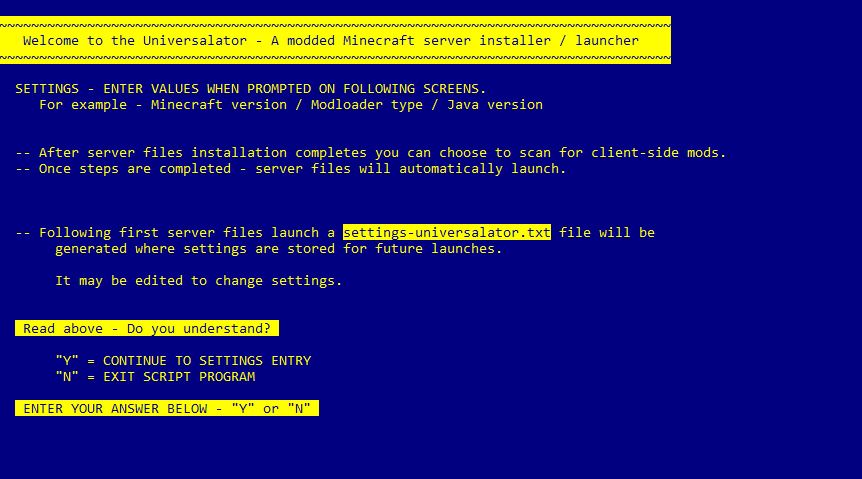 ~~~~~~~~~~~~~~~~~~~~~~~~~~~~~~~~~~~~~~~~~~~~~~~~~~~~~~~~~~~~~~~~~~~~~~~~~~~~~~~~~~~~
Welcome to the Universalator - A modded Minecraft server installer / launcher
~~~~~~~~~~~~~~~~~~~~~~~~~~~~~~~~~~~~~~~~~~~~~~~~~~~~~~~~~~~~~~~~~~~~~~~~~~~~~~~~~~~~
SETTINGS - ENTER VALUES WHEN PROMPTED ON FOLLOWING SCREENS.
For example - Minecraft version / Modloader type / Java version
-- After server files installation completes you can choose to scan for client-side mods.
-- Once steps are completed - server files will automatically launch.
-- Following first server files launch a settings-universalator.txt file will be
generated where settings are stored for future launches.
It may be edited to change settings.
Read above - Do you understand?
"Y" = CONTINUE TO SETTINGS ENTRY
"N" = EXIT SCRIPT PROGRAM
ENTER YOUR ANSWER BELOW - "Y" or "N"